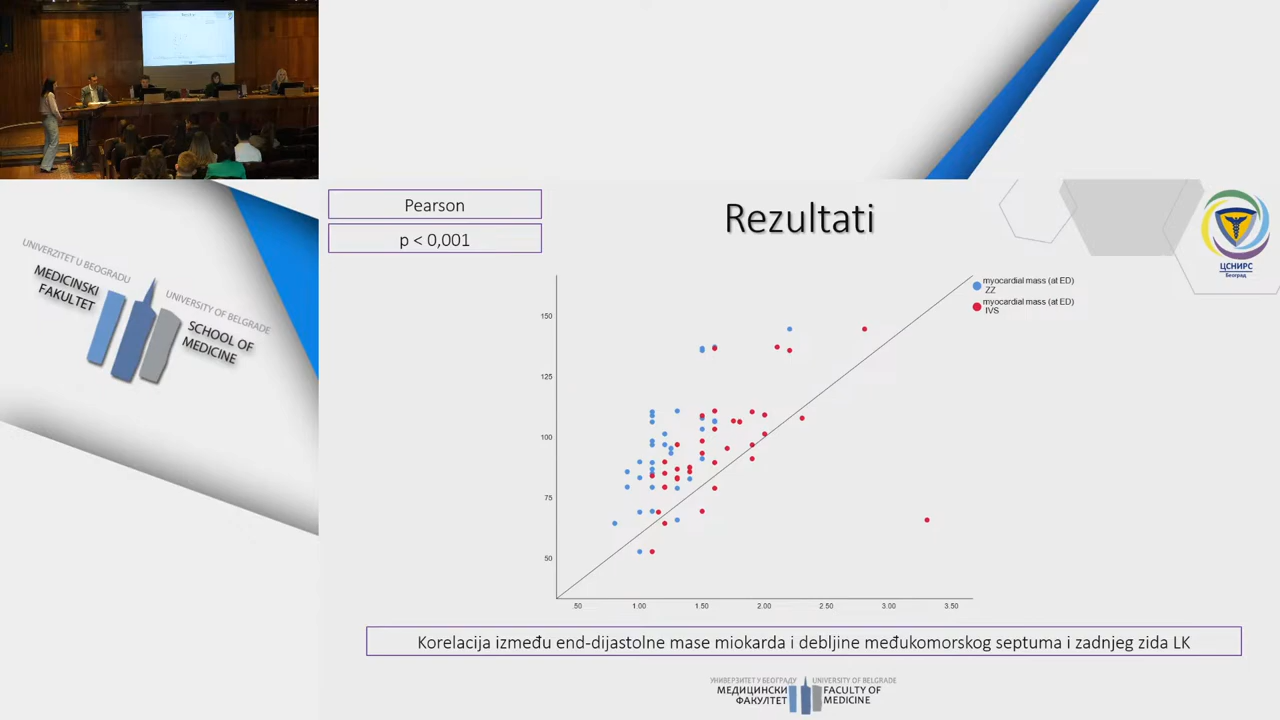 UNIVERZITET U BEOGRADU
MEDICINSKI
FAKULTET
UNIVERSITY OF BELGRADE
SCHOOL OF
MEDICINE
Pearson
p < 0,001
Rezultati
ЦСНИРС
Београд
myocardial mass (at ED)
ZZ
myocardial mass (at ED)
IVS
150
125
100
75
50
.50 1.00 1.50 2.00 2.50 3.00 3.50
Korelacija između end-dijastolne mase miokarda i debljine međukomorskog septuma i zadnjeg zida LK
УНИВЕРЗИТЕТ У БЕОГРАДУ
МЕДИЦИНСКИ
ФАКУЛТЕТ
UNIVERSITY OF BELGRADE
FACULTY OF
MEDICINE